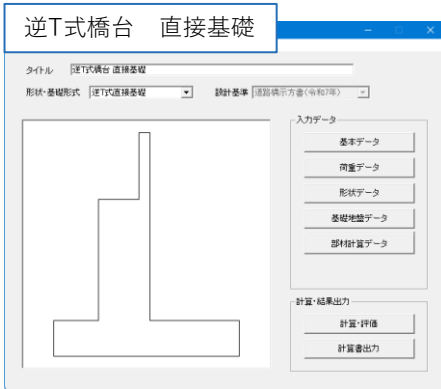 逆T式橋台　直接基礎
タイトル 逆T式橋台 直接基礎
形状・基礎形式 逆T式直接基礎 設計基準 道路橋示方書(令和7年)
入力データ
基本データ
荷重データ
形状データ
基礎地盤データ
部材計算データ
計算・結果出力
計算・評価
計算書出力